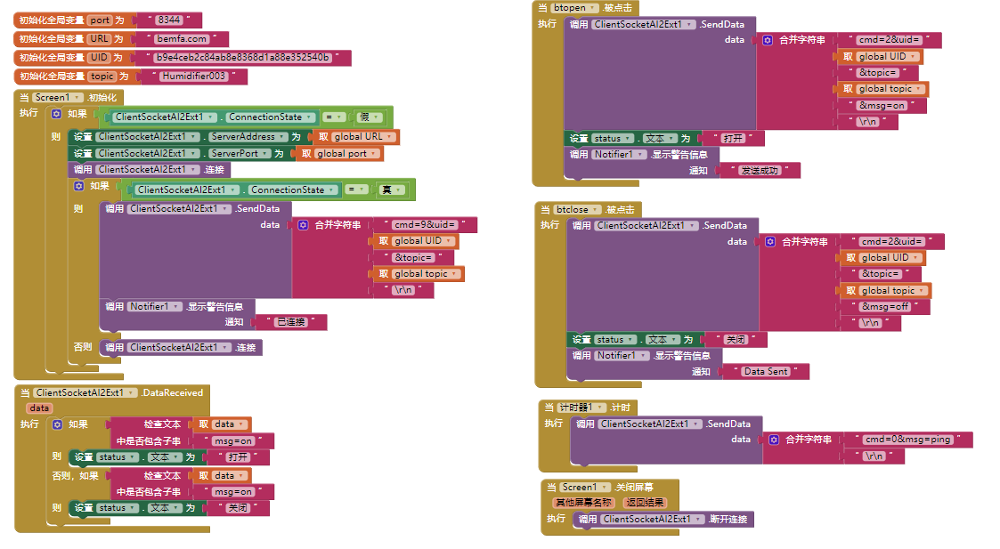 初始化全局变量 port 为 " 8344 "
初始化全局变量 URL 为 " bemfa.com "
初始化全局变量 UID 为 " b9e4ceb2c84ab8e8368d1a88e352540b "
初始化全局变量 topic 为 " Humidifier003 "
当 Screen1 .初始化
执行 如果 ClientSocketAI2Ext1 . ConnectionState = 假
则 设置 ClientSocketAI2Ext1 . ServerAddress 为 取 global URL
设置 ClientSocketAI2Ext1 . ServerPort 为 取 global port
调用 ClientSocketAI2Ext1 .连接
如果 ClientSocketAI2Ext1 . ConnectionState = 真
则 调用 ClientSocketAI2Ext1 .SendData
data 合并字符串 " cmd=9&uid= "
取 global UID
" &topic= "
取 global topic
" \r\n "
调用 Notifier1 .显示警告信息
通知 " 已连接 "
否则 调用 ClientSocketAI2Ext1 .连接
当 ClientSocketAI2Ext1 .DataReceived
data
执行 如果 检查文本 取 data
中是否包含子串 " msg=on "
则 设置 status . 文本 为 " 打开 "
否则，如果 检查文本 取 data
中是否包含子串 " msg=on "
则 设置 status . 文本 为 " 关闭 "
当 btopen .被点击
执行 调用 ClientSocketAI2Ext1 .SendData
data 合并字符串 " cmd=2&uid= "
取 global UID
" &topic= "
取 global topic
" &msg=on "
" \r\n "
设置 status . 文本 为 " 打开 "
调用 Notifier1 .显示警告信息
通知 " 发送成功 "
当 btclose .被点击
执行 调用 ClientSocketAI2Ext1 .SendData
data 合并字符串 " cmd=2&uid= "
取 global UID
" &topic= "
取 global topic
" &msg=off "
" \r\n "
设置 status . 文本 为 " 关闭 "
调用 Notifier1 .显示警告信息
通知 " Data Sent "
当 计时器1 .计时
执行 调用 ClientSocketAI2Ext1 .SendData
data 合并字符串 " cmd=0&msg=ping "
" \r\n "
当 Screen1 .关闭屏幕
其他屏幕名称 返回结果
执行 调用 ClientSocketAI2Ext1 .断开连接